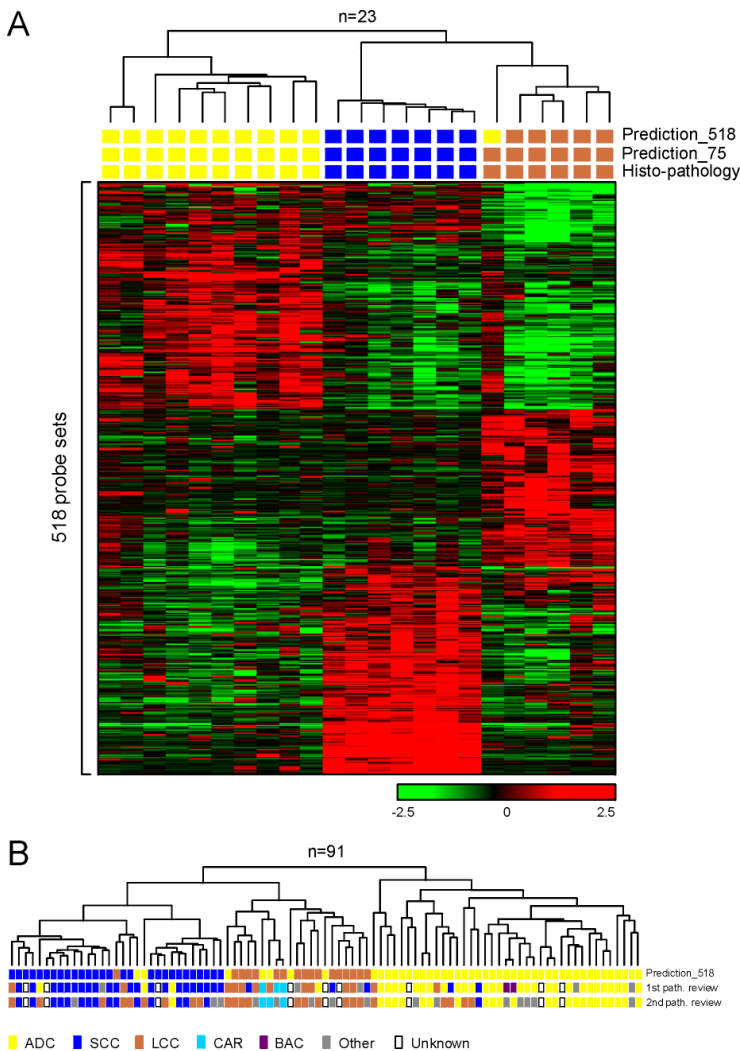 A
n=23
Prediction_518
Prediction_75
Histo-pathology
518 probe sets
-2.5 0 2.5
B
n=91
Prediction_518
1st path. review
2nd path. review
ADC SCC LCC CAR BAC Other Unknown